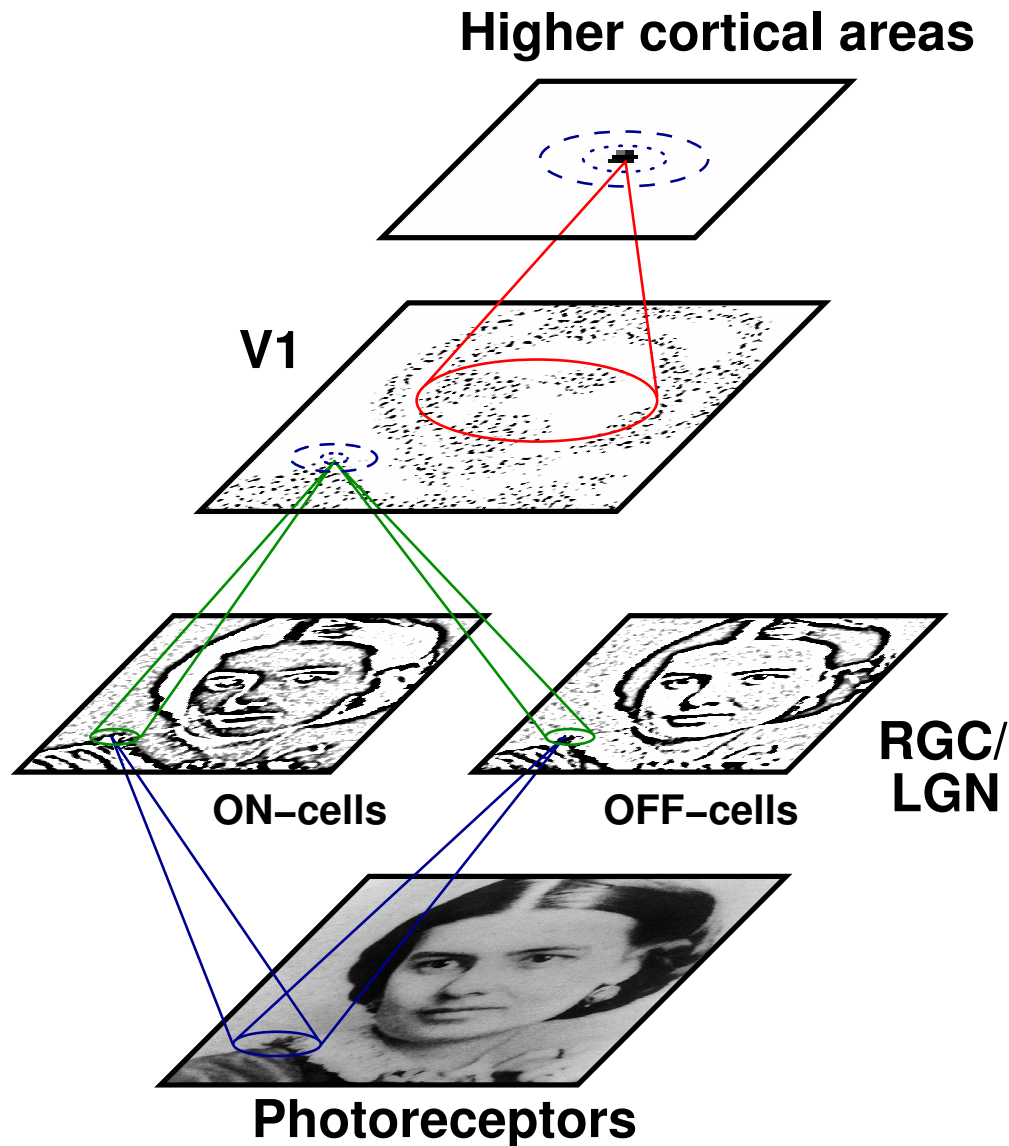 Higher cortical areas
V1
RGC/
LGN
ON−cells
OFF−cells
Photoreceptors